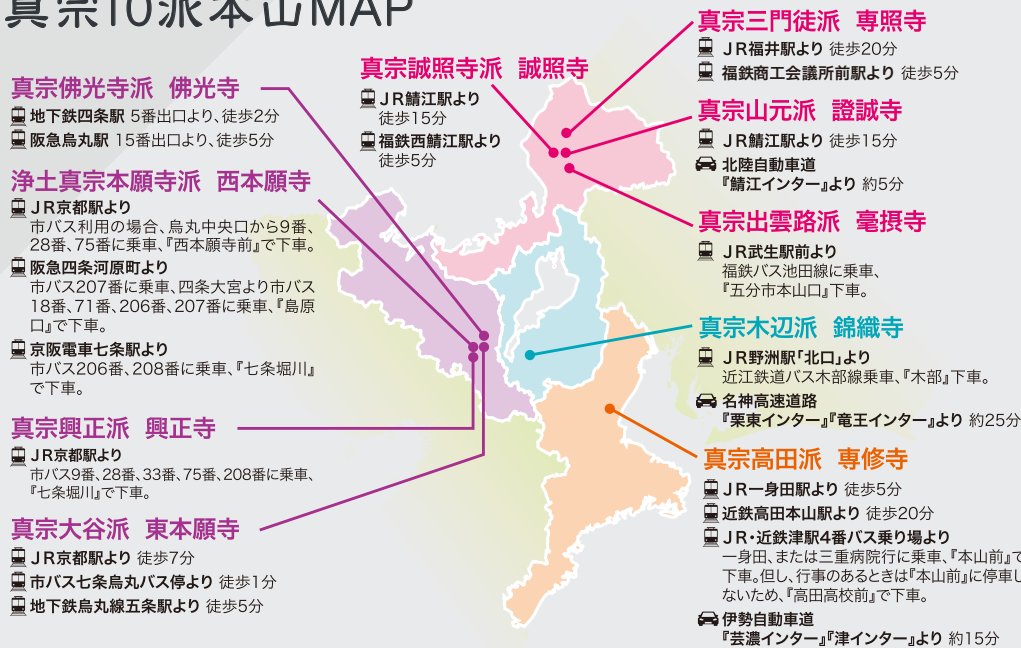 真宗10派本山MAP
真宗佛光寺派 佛光寺
地下鉄四条駅 5番出口より、徒歩2分
阪急烏丸駅 15番出口より、徒歩5分
浄土真宗本願寺派 西本願寺
JR京都駅より
市バス利用の場合、烏丸中央口から9番、
28番、75番に乗車、『西本願寺前』で下車。
阪急四条河原町より
市バス207番に乗車、四条大宮より市バス
18番、71番、206番、207番に乗車、『島原
口』で下車。
京阪電車七条駅より
市バス206番、208番に乗車、『七条堀川』
で下車。
真宗興正派 興正寺
JR京都駅より
市バス9番、28番、33番、75番、208番に乗車、
『七条堀川』で下車。
真宗大谷派 東本願寺
JR京都駅より 徒歩7分
市バス七条烏丸バス停より 徒歩1分
地下鉄烏丸線五条駅より 徒歩5分
真宗誠照寺派 誠照寺
JR鯖江駅より
徒歩15分
福鉄西鯖江駅より
徒歩5分
真宗三門徒派 専照寺
JR福井駅より 徒歩20分
福鉄商工会議所前駅より 徒歩5分
真宗山元派 證誠寺
JR鯖江駅より 徒歩15分
北陸自動車道
『鯖江インター』より 約5分
真宗出雲路派 毫摂寺
JR武生駅前より
福鉄バス池田線に乗車、
『五分市本山口』下車。
真宗木辺派 錦織寺
JR野洲駅「北口」より
近江鉄道バス木部線乗車、『木部』下車。
名神高速道路
『栗東インター』『竜王インター』より 約25分
真宗高田派 専修寺
JR一身田駅より 徒歩5分
近鉄高田本山駅より 徒歩20分
JR・近鉄津駅4番バス乗り場より
一身田、または三重病院行に乗車、『本山前』で
下車。但し、行事のあるときは『本山前』に停車し
ないため、『高田高校前』で下車。
伊勢自動車道
『芸濃インター』『津インター』より 約15分